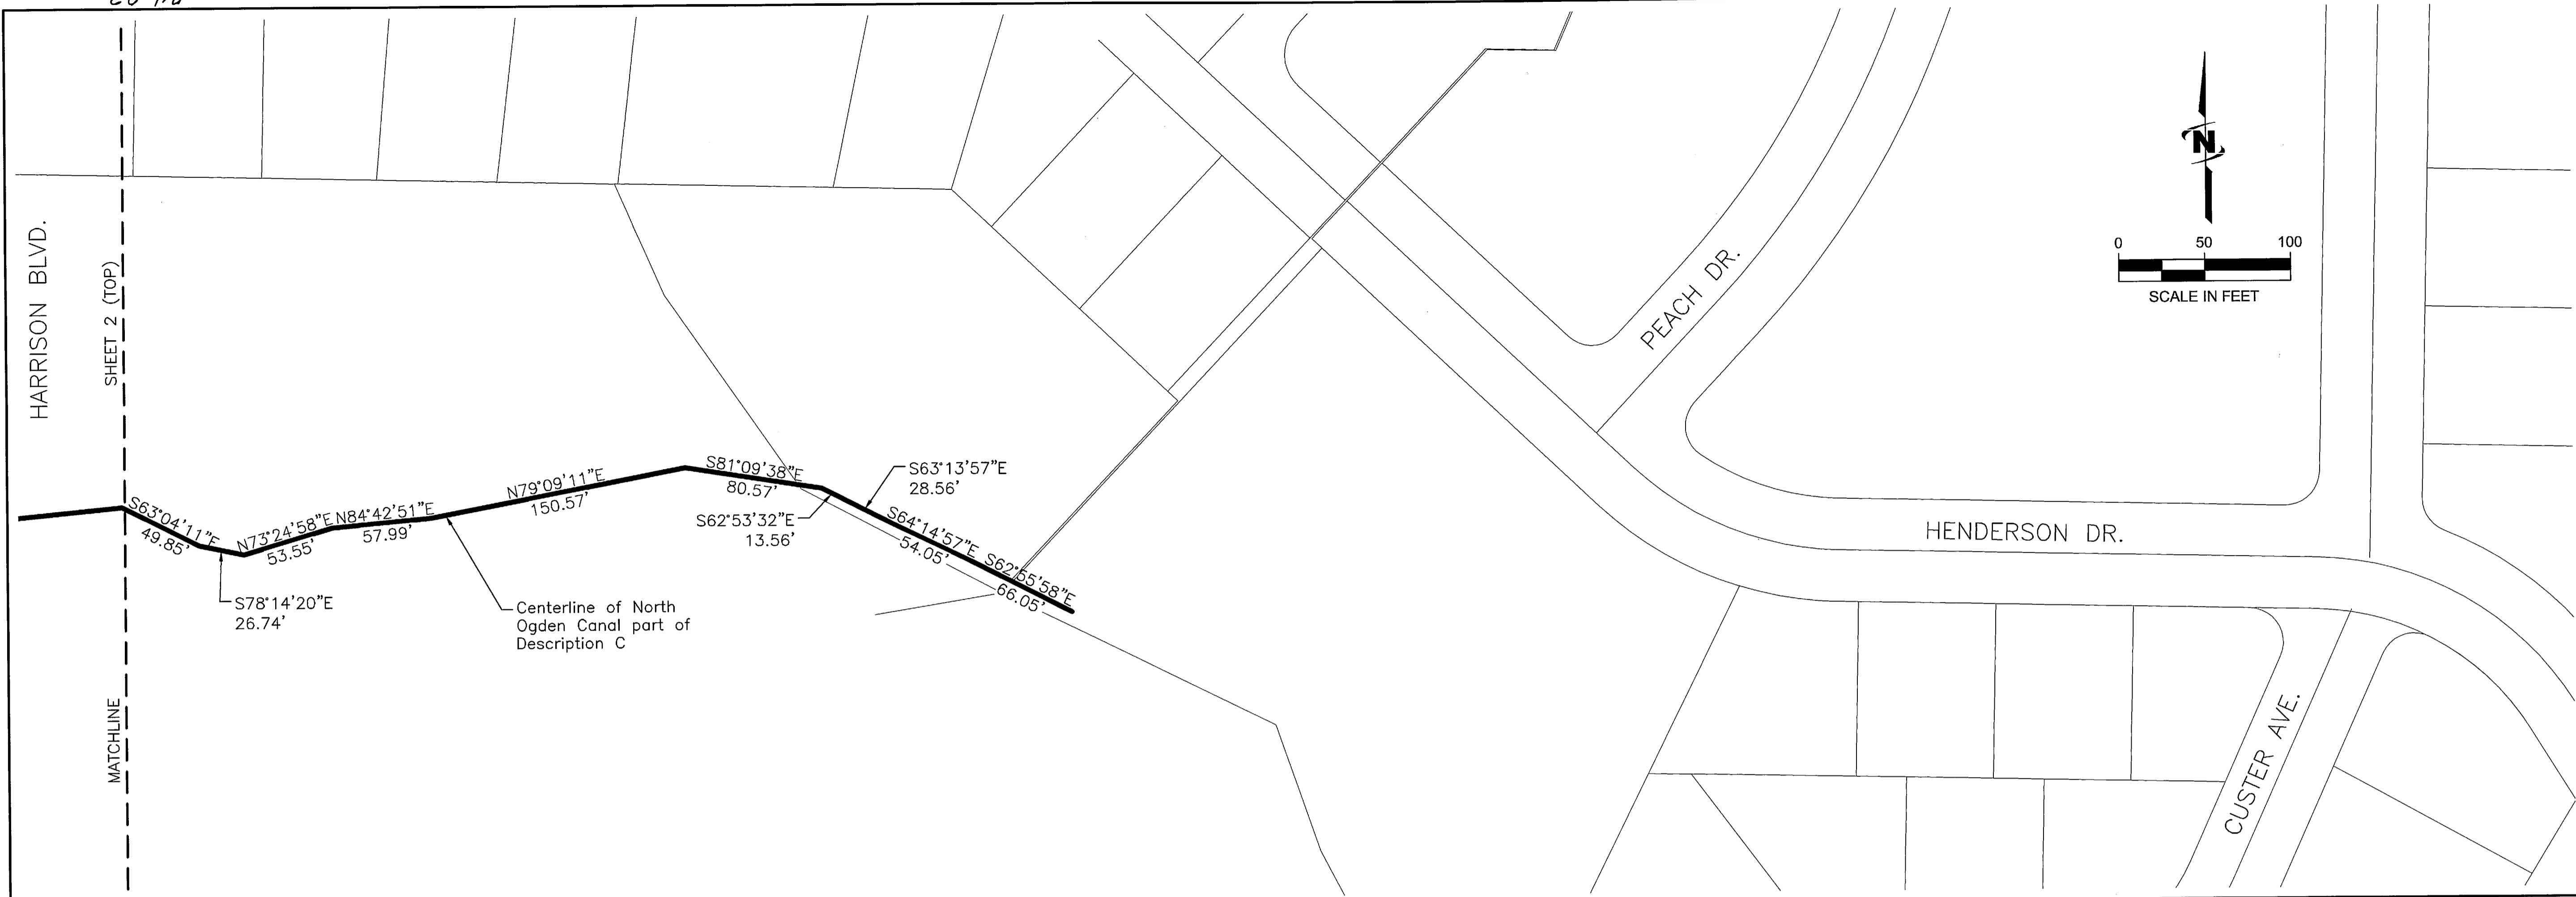 HARRISON BLVD.
SHEET 2 (TOP)
MATCHLINE
S63°04'11"E
49.85'
S78°14'20"E
26.74'
N73°24'58"E
53.55'
N84°42'51"E
57.99'
Centerline of North
Ogden Canal part of
Description C
N79°09'11"E
150.57'
S81°09'38"E
80.57'
S62°53'32"E
13.56'
S63°13'57"E
28.56'
S64°14'57"E
54.05'
S62°55'58"E
66.05'
PEACH DR.
N
0 50 100
SCALE IN FEET
HENDERSON DR.
CUSTER AVE.